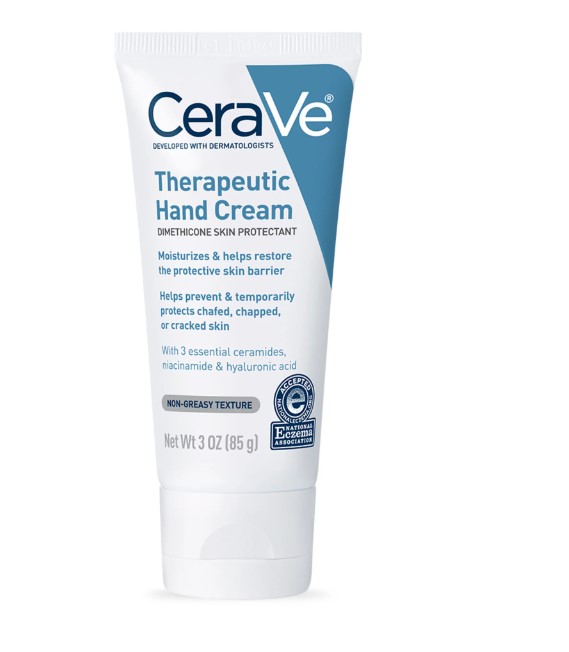 CeraVe®
DEVELOPED WITH DERMATOLOGISTS
Therapeutic
Hand Cream
DIMETHICONE SKIN PROTECTANT
Moisturizes & helps restore
the protective skin barrier
Helps prevent & temporarily
protects chafed, chapped,
or cracked skin
With 3 essential ceramides,
niacinamide & hyaluronic acid
NON-GREASY TEXTURE
ACCEPTED
e
NATIONAL
Eczema
ASSOCIATION
Net Wt 3 OZ (85 g)